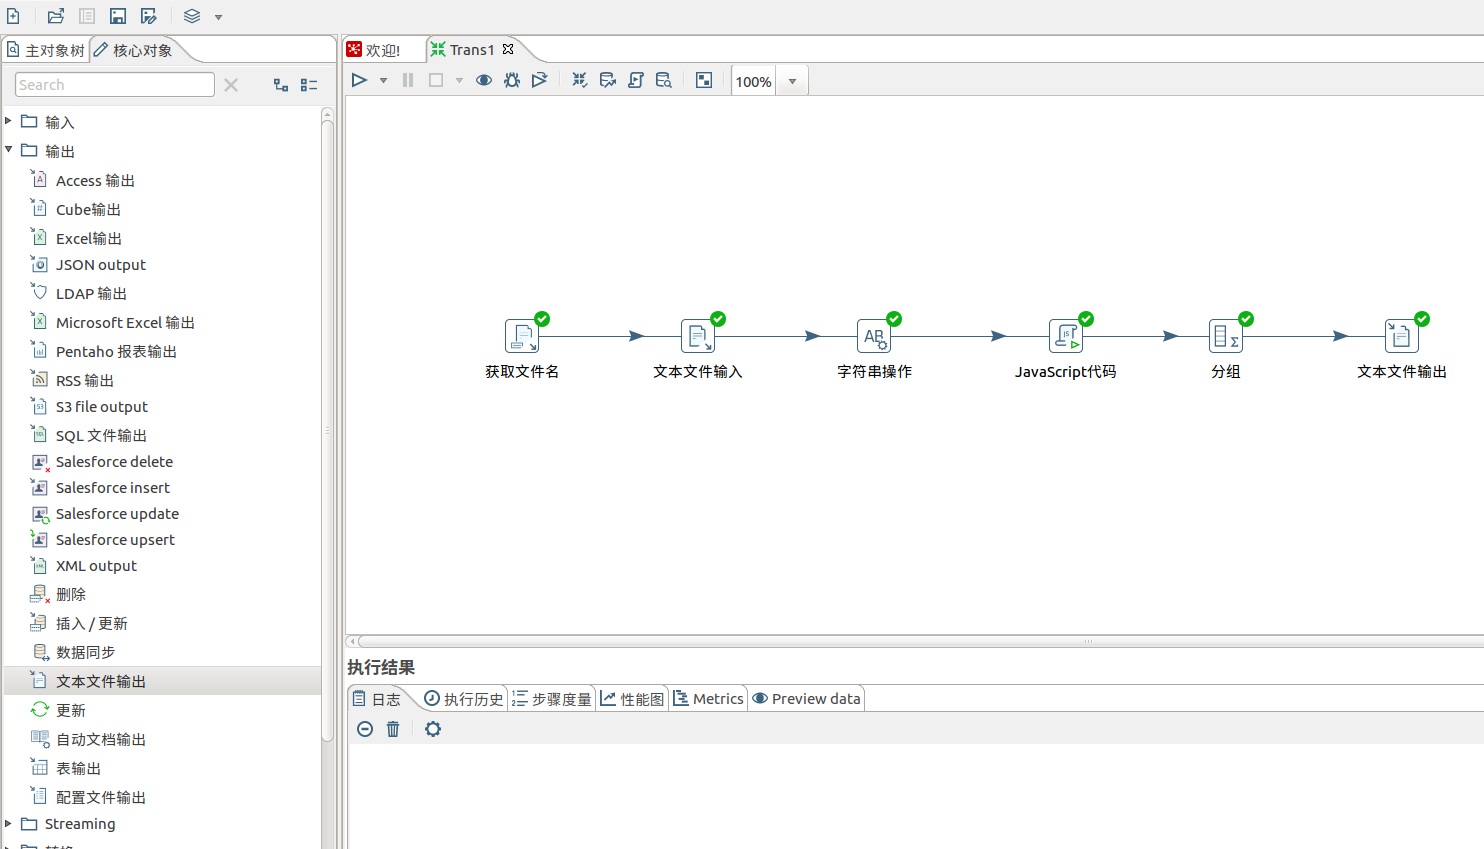 主对象树
核心对象
欢迎!
Trans1
Search
100%
输入
输出
Access 输出
Cube输出
Excel输出
JSON output
LDAP 输出
Microsoft Excel 输出
Pentaho 报表输出
RSS 输出
S3 file output
SQL 文件输出
Salesforce delete
Salesforce insert
Salesforce update
Salesforce upsert
XML output
删除
插入 / 更新
数据同步
文本文件输出
更新
自动文档输出
表输出
配置文件输出
Streaming
获取文件名
文本文件输入
字符串操作
JavaScript代码
分组
文本文件输出
执行结果
日志
执行历史
步骤度量
性能图
Metrics
Preview data